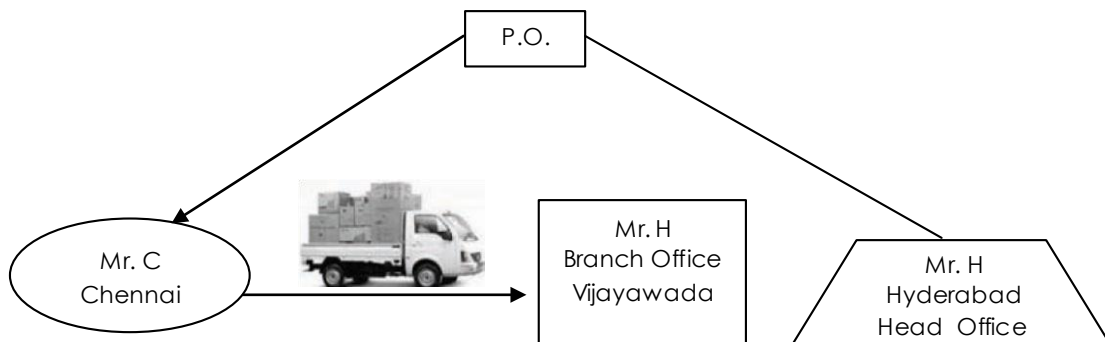 P.O.
Mr. C
Chennai
Mr. H
Branch Office
Vijayawada
Mr. H
Hyderabad
Head Office